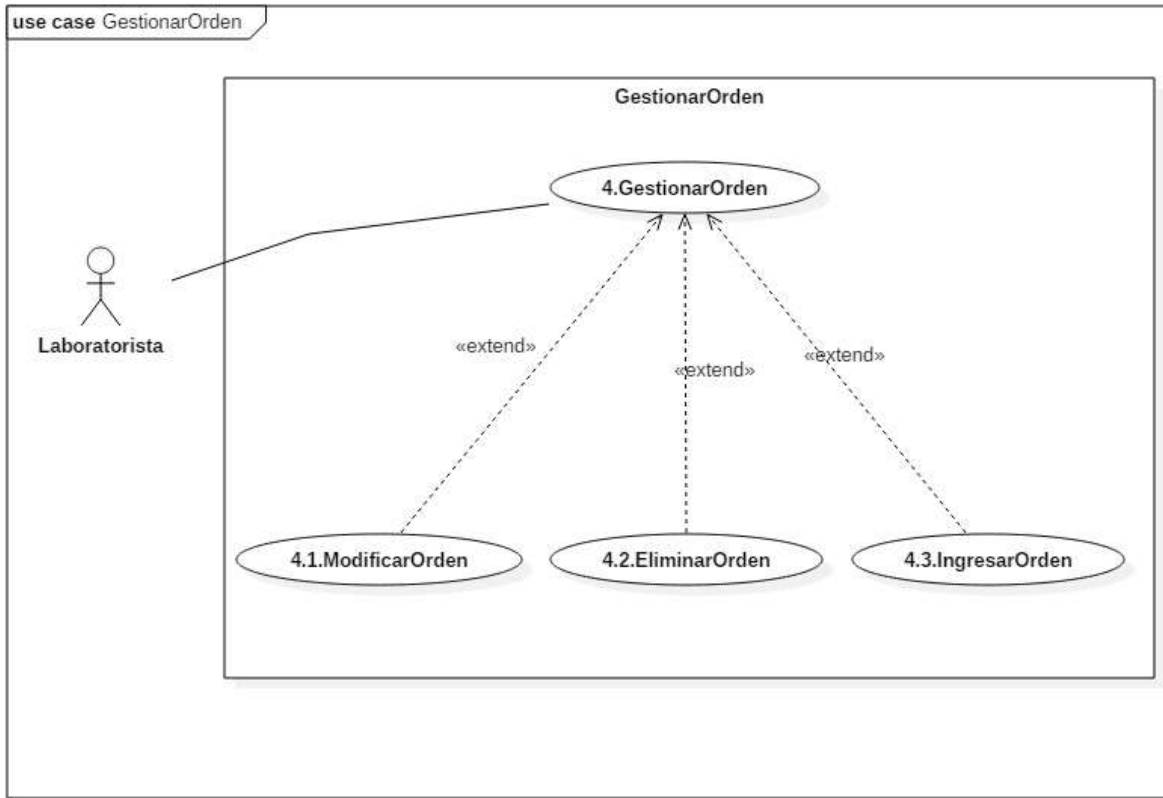 use case GestionarOrden
GestionarOrden
4.GestionarOrden
Laboratorista
«extend»
«extend»
«extend»
4.1.ModificarOrden
4.2.EliminarOrden
4.3.IngresarOrden